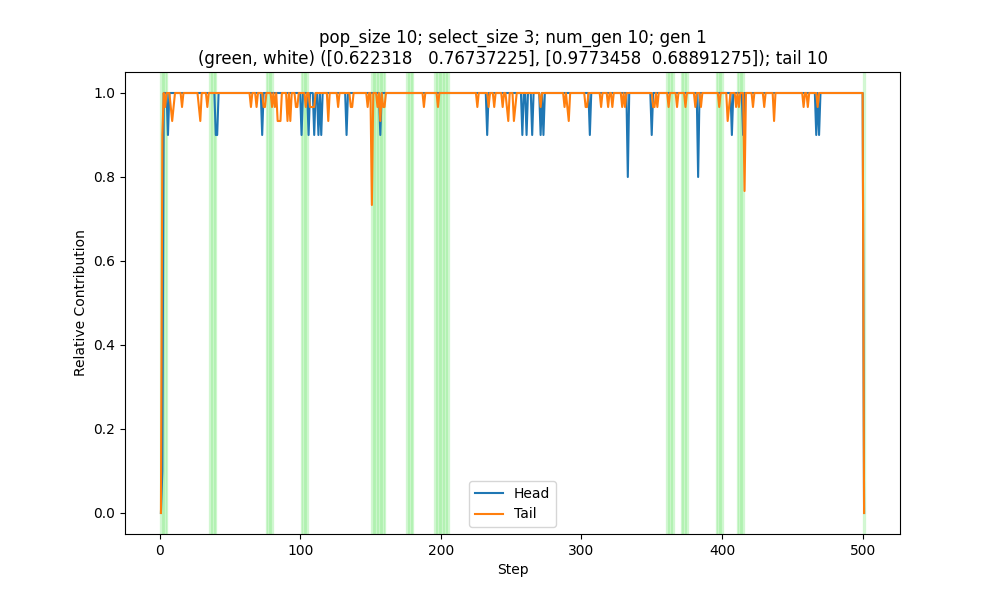 pop_size 10; select_size 3; num_gen 10; gen 1
(green, white) ([0.622318   0.76737225], [0.9773458  0.68891275]); tail 10
1.0
0.8
0.6
0.4
0.2
0.0
Relative Contribution
Head
Tail
0 100 200 300 400 500
Step